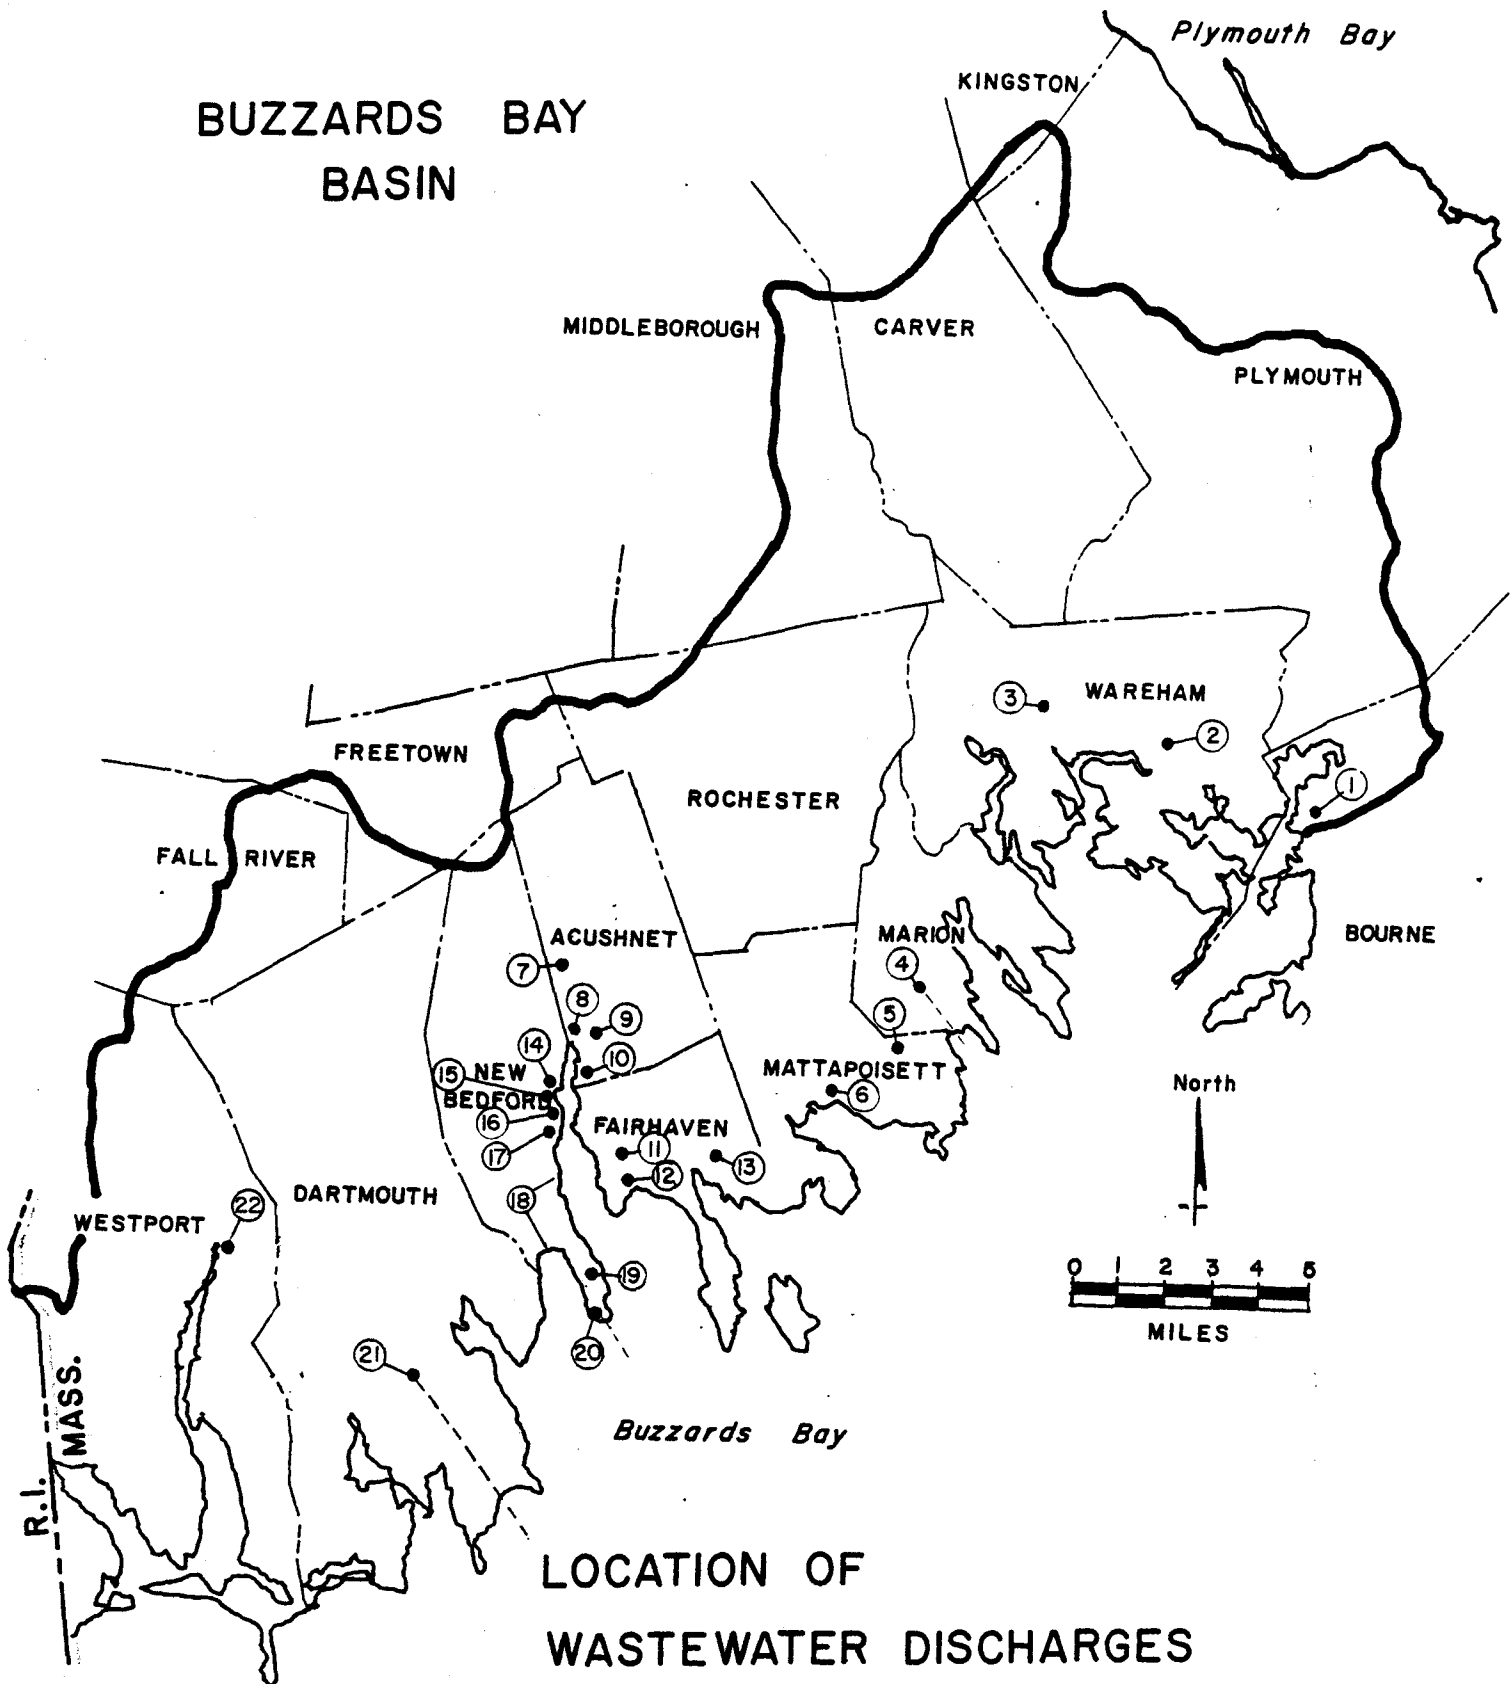 Plymouth Bay
KINGSTON
BUZZARDS BAY
BASIN
MIDDLEBOROUGH
CARVER
PLYMOUTH
3
WAREHAM
2
FREETOWN
1
ROCHESTER
FALL RIVER
ACUSHNET
MARION
BOURNE
7
4
8
5
9
14
10
15
NEW
BEDFORD
MATTAPOISETT
6
North
16
FAIRHAVEN
17
11
12
13
18
DARTMOUTH
22
WESTPORT
19
0 1 2 3 4 5
MILES
20
21
R.I.
MASS.
Buzzards Bay
LOCATION OF
WASTEWATER DISCHARGES